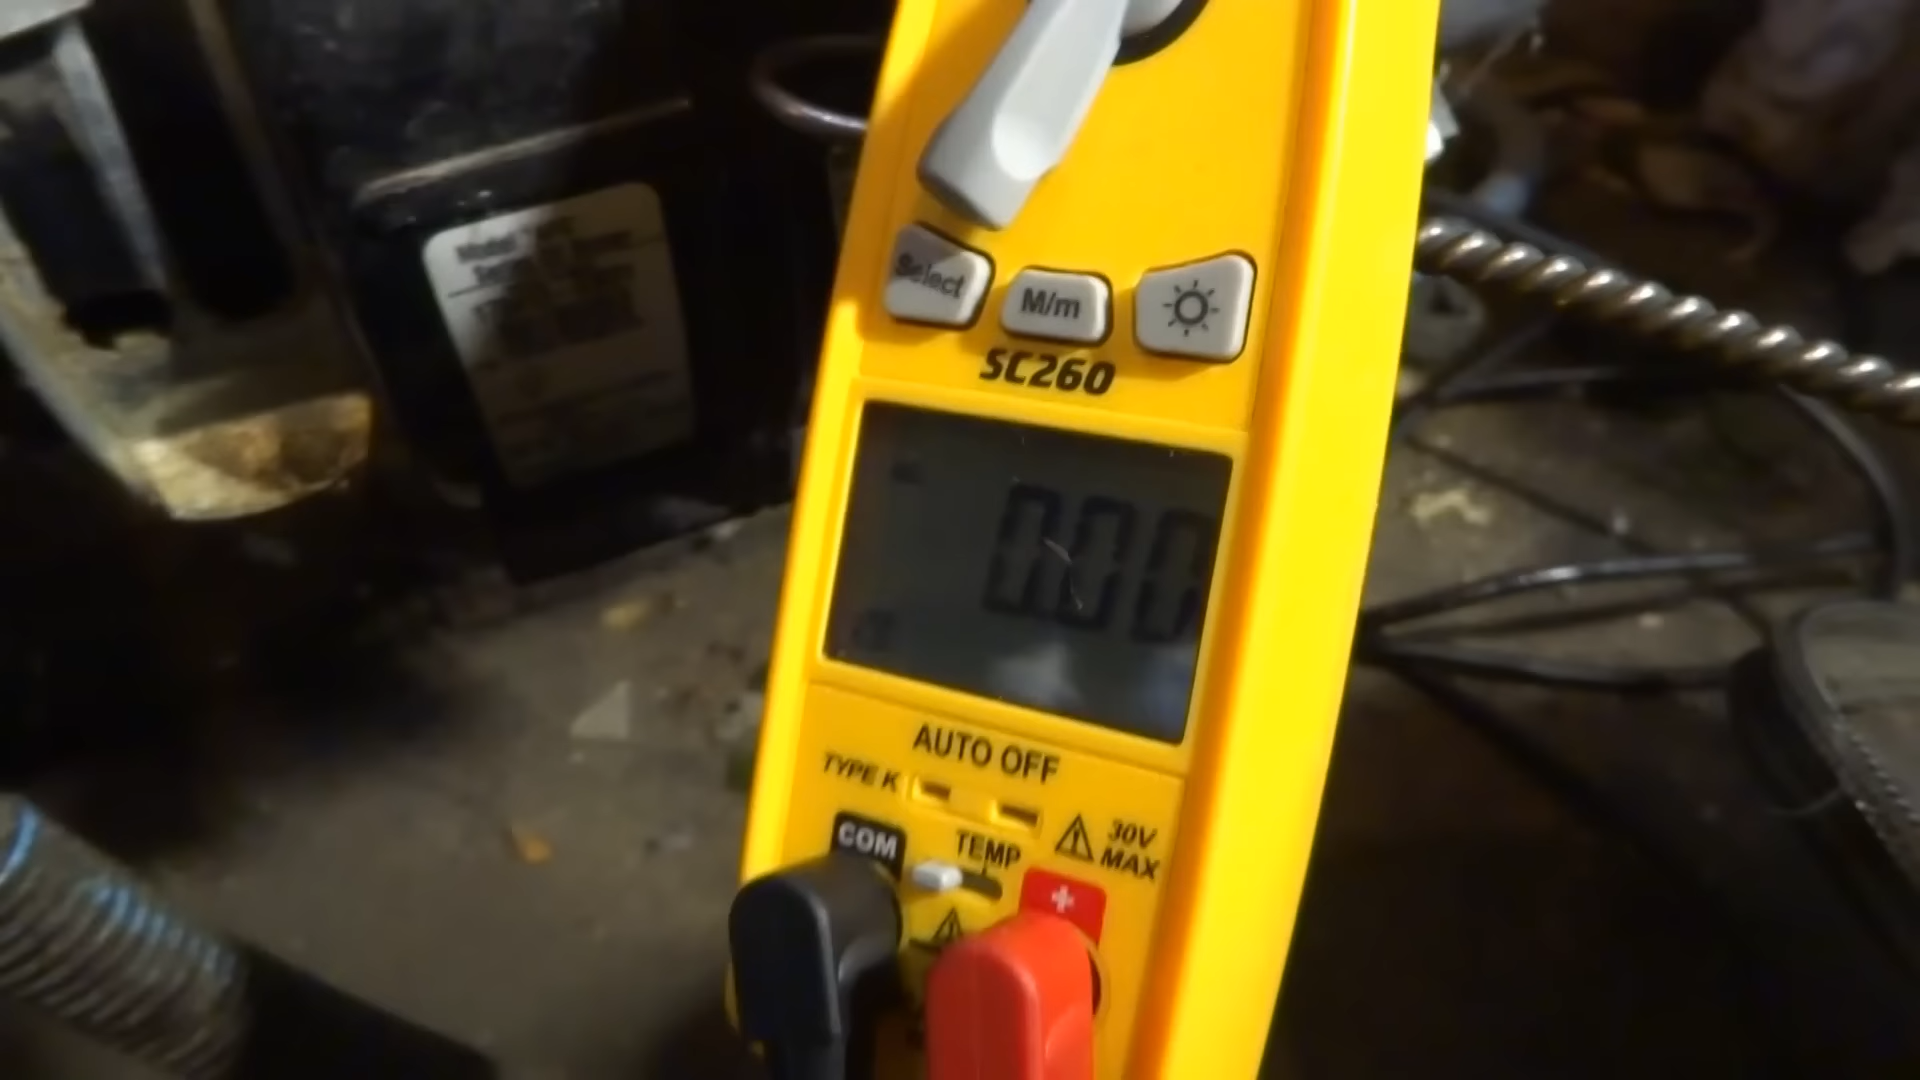 Select
M/m
SC260
0.00
AUTO OFF
TYPE K
30V
MAX
COM
TEMP
+